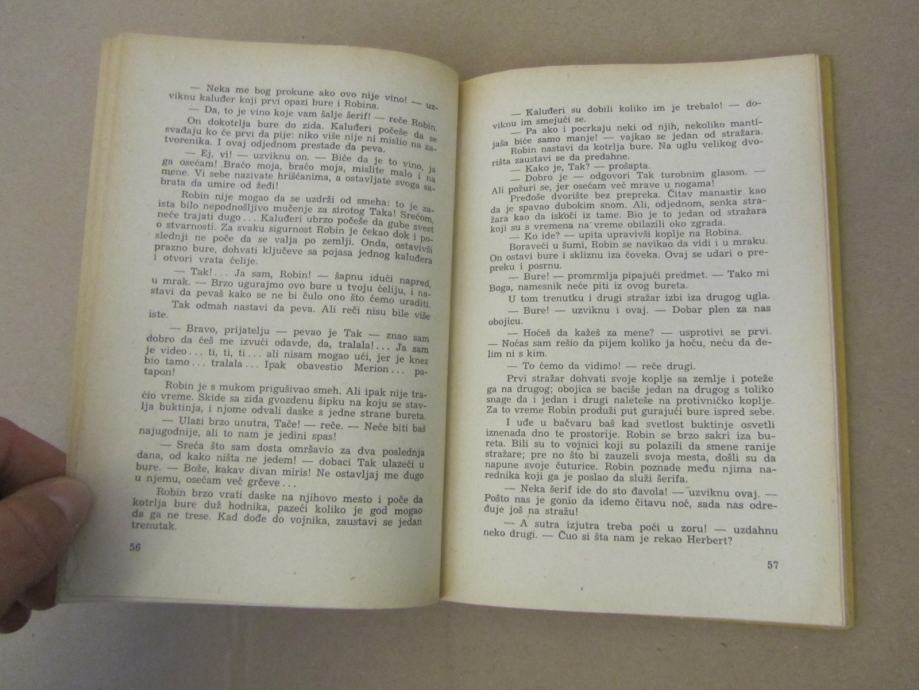 — Neka me bog prokune ako ovo nije vino! — uz-
viknu kaluđer koji prvi opazi bure i Robina.
— Da, to je vino koje vam šalje šerif! — reče Robin.
On dokotrlja bure do zida. Kaluđeri počeše da se
svađaju ko će prvi da pije: niko više nije ni mislio na za-
tvorenika. I ovaj odjednom prestade da peva.
— Ej, vi! — uzviknu on. — Biće da je to vino, ja
ga osećam! Braćo moja, braćo moja, mislite malo i na
mene. Vi sebe nazivate hrišćanima, a ostavljate svoga sa-
brata da umire od žeđi!
Robin nije mogao da se uzdrži od smeha: to je za-
ista bilo nepodnošljivo mučenje za sirotog Taka! Srećom,
neće trajati dugo... Kaluđeri ubrzo počeše da gube svest
o stvarnosti. Za svaku sigurnost Robin je čekao dok i po-
slednji ne poče da se valja po zemlji. Onda, ostavivši
prazno bure, dohvati ključeve sa pojasa jednog kaluđera
i otvori vrata ćelije.
— Tak!... Ja sam, Robin! — šapnu idući napred,
u mrak. — Brzo ugurajmo ovo bure u tvoju ćeliju, i na-
stavi da pevaš kako se ne bi čulo ono što ćemo uraditi.
Tak odmah nastavi da peva. Ali reči nisu bile više
iste.
— Bravo, prijatelju — pevao je Tak — znao sam
dobro da ćeš me izvući odavde, da, tralala!... Ja sam
je video... ti, ti, ti... ali nisam mogao ući, jer je knez
bio tamo... tralala... Ipak obavestio Merion... pa-
tapon!
Robin je s mukom prigušivao smeh. Ali ipak nije tra-
ćio vreme. Skide sa zida gvozdenu šipku na koju se stav-
lja buktinja, i njome odvali daske s jedne strane bureta.
— Ulazi brzo unutra, Tače! — reče. — Neće biti baš
najugodnije, ali to nam je jedini spas!
— Sreća što sam dosta omršavio za dva poslednja
dana, od kako ništa ne jedem! — dobaci Tak ulazeći u
bure. — Bože, kakav divan miris! Ne ostavljaj me dugo
u njemu, osećam već grčeve...
Robin brzo vrati daske na njihovo mesto i poče da
kotrlja bure duž hodnika, pazeći koliko je god mogao
da ga ne trese. Kad dođe do vojnika, zaustavi se jedan
trenutak.
56
— Kaluđeri su dobili koliko im je trebalo! — do-
viknu im smejući se.
— Pa ako i pocrkaju neki od njih, nekoliko mantí-
jaša biće samo manje! — vajkao se jedan od stražara.
Robin nastavi da kotrlja bure. Na uglu velikog dvo-
rišta zaustavi se da predahne.
— Kako je, Tak? — prošapta.
— Dobro je — odgovori Tak turobnim glasom. —
Ali požuri se, jer osećam već mrave u nogama!
Predoše dvorište bez prepreka. Čitav manastir kao
da je spavao dubokim snom. Ali, odjednom, senka stra-
žara kao da iskoči iz tame. Bio je to jedan od stražara
koji su s vremena na vreme obilazili oko zgrada.
— Ko ide? — upita upravivši koplje na Robina.
Boraveći u šumi, Robin se navikao da vidi i u mraku.
On ostavi bure i skliznu iza čoveka. Ovaj se udari o pre-
preku i posrnu.
— Bure! — promrmlja pipajući predmet. — Tako mi
Boga, namesnik neće piti iz ovog bureta.
U tom trenutku i drugi stražar izbi iza drugog ugla.
— Bure! — uzviknu i ovaj. — Dobar plen za nas
obojicu.
— Hoćeš da kažeš za mene? — usprotivi se prvi.
— Noćas sam rešio da pijem koliko ja hoću, neću da de-
lim ni s kim.
— To ćemo da vidimo! — reče drugi.
Prvi stražar dohvati svoje koplje sa zemlje i poteže
ga na drugog; obojica se baciše jedan na drugog s toliko
snage da i jedan i drugi naleteše na protivničko koplje.
Za to vreme Robin produži put gurajući bure ispred sebe.
I uđe u bačvaru baš kad svetlost buktinje osvetli
iznenada dno te prostorije. Robin se brzo sakri iza bu-
reta. Bili su to vojnici koji su polazili da smene ranije
stražare; pre no što bi zauzeli svoja mesta, došli su da
napune svoje čuturice. Robin poznade među njima na-
rednika koji ga je poslao da služi šerifa.
— Neka šerif ide do sto đavola! — uzviknu ovaj. —
Pošto nas je gonio da idemo čitavu noć, sada nas odre-
đuje još na stražu!
— A sutra izjutra treba poći u zoru! — uzdahnu
neko drugi. — Čuo si šta nam je rekao Herbert?
57